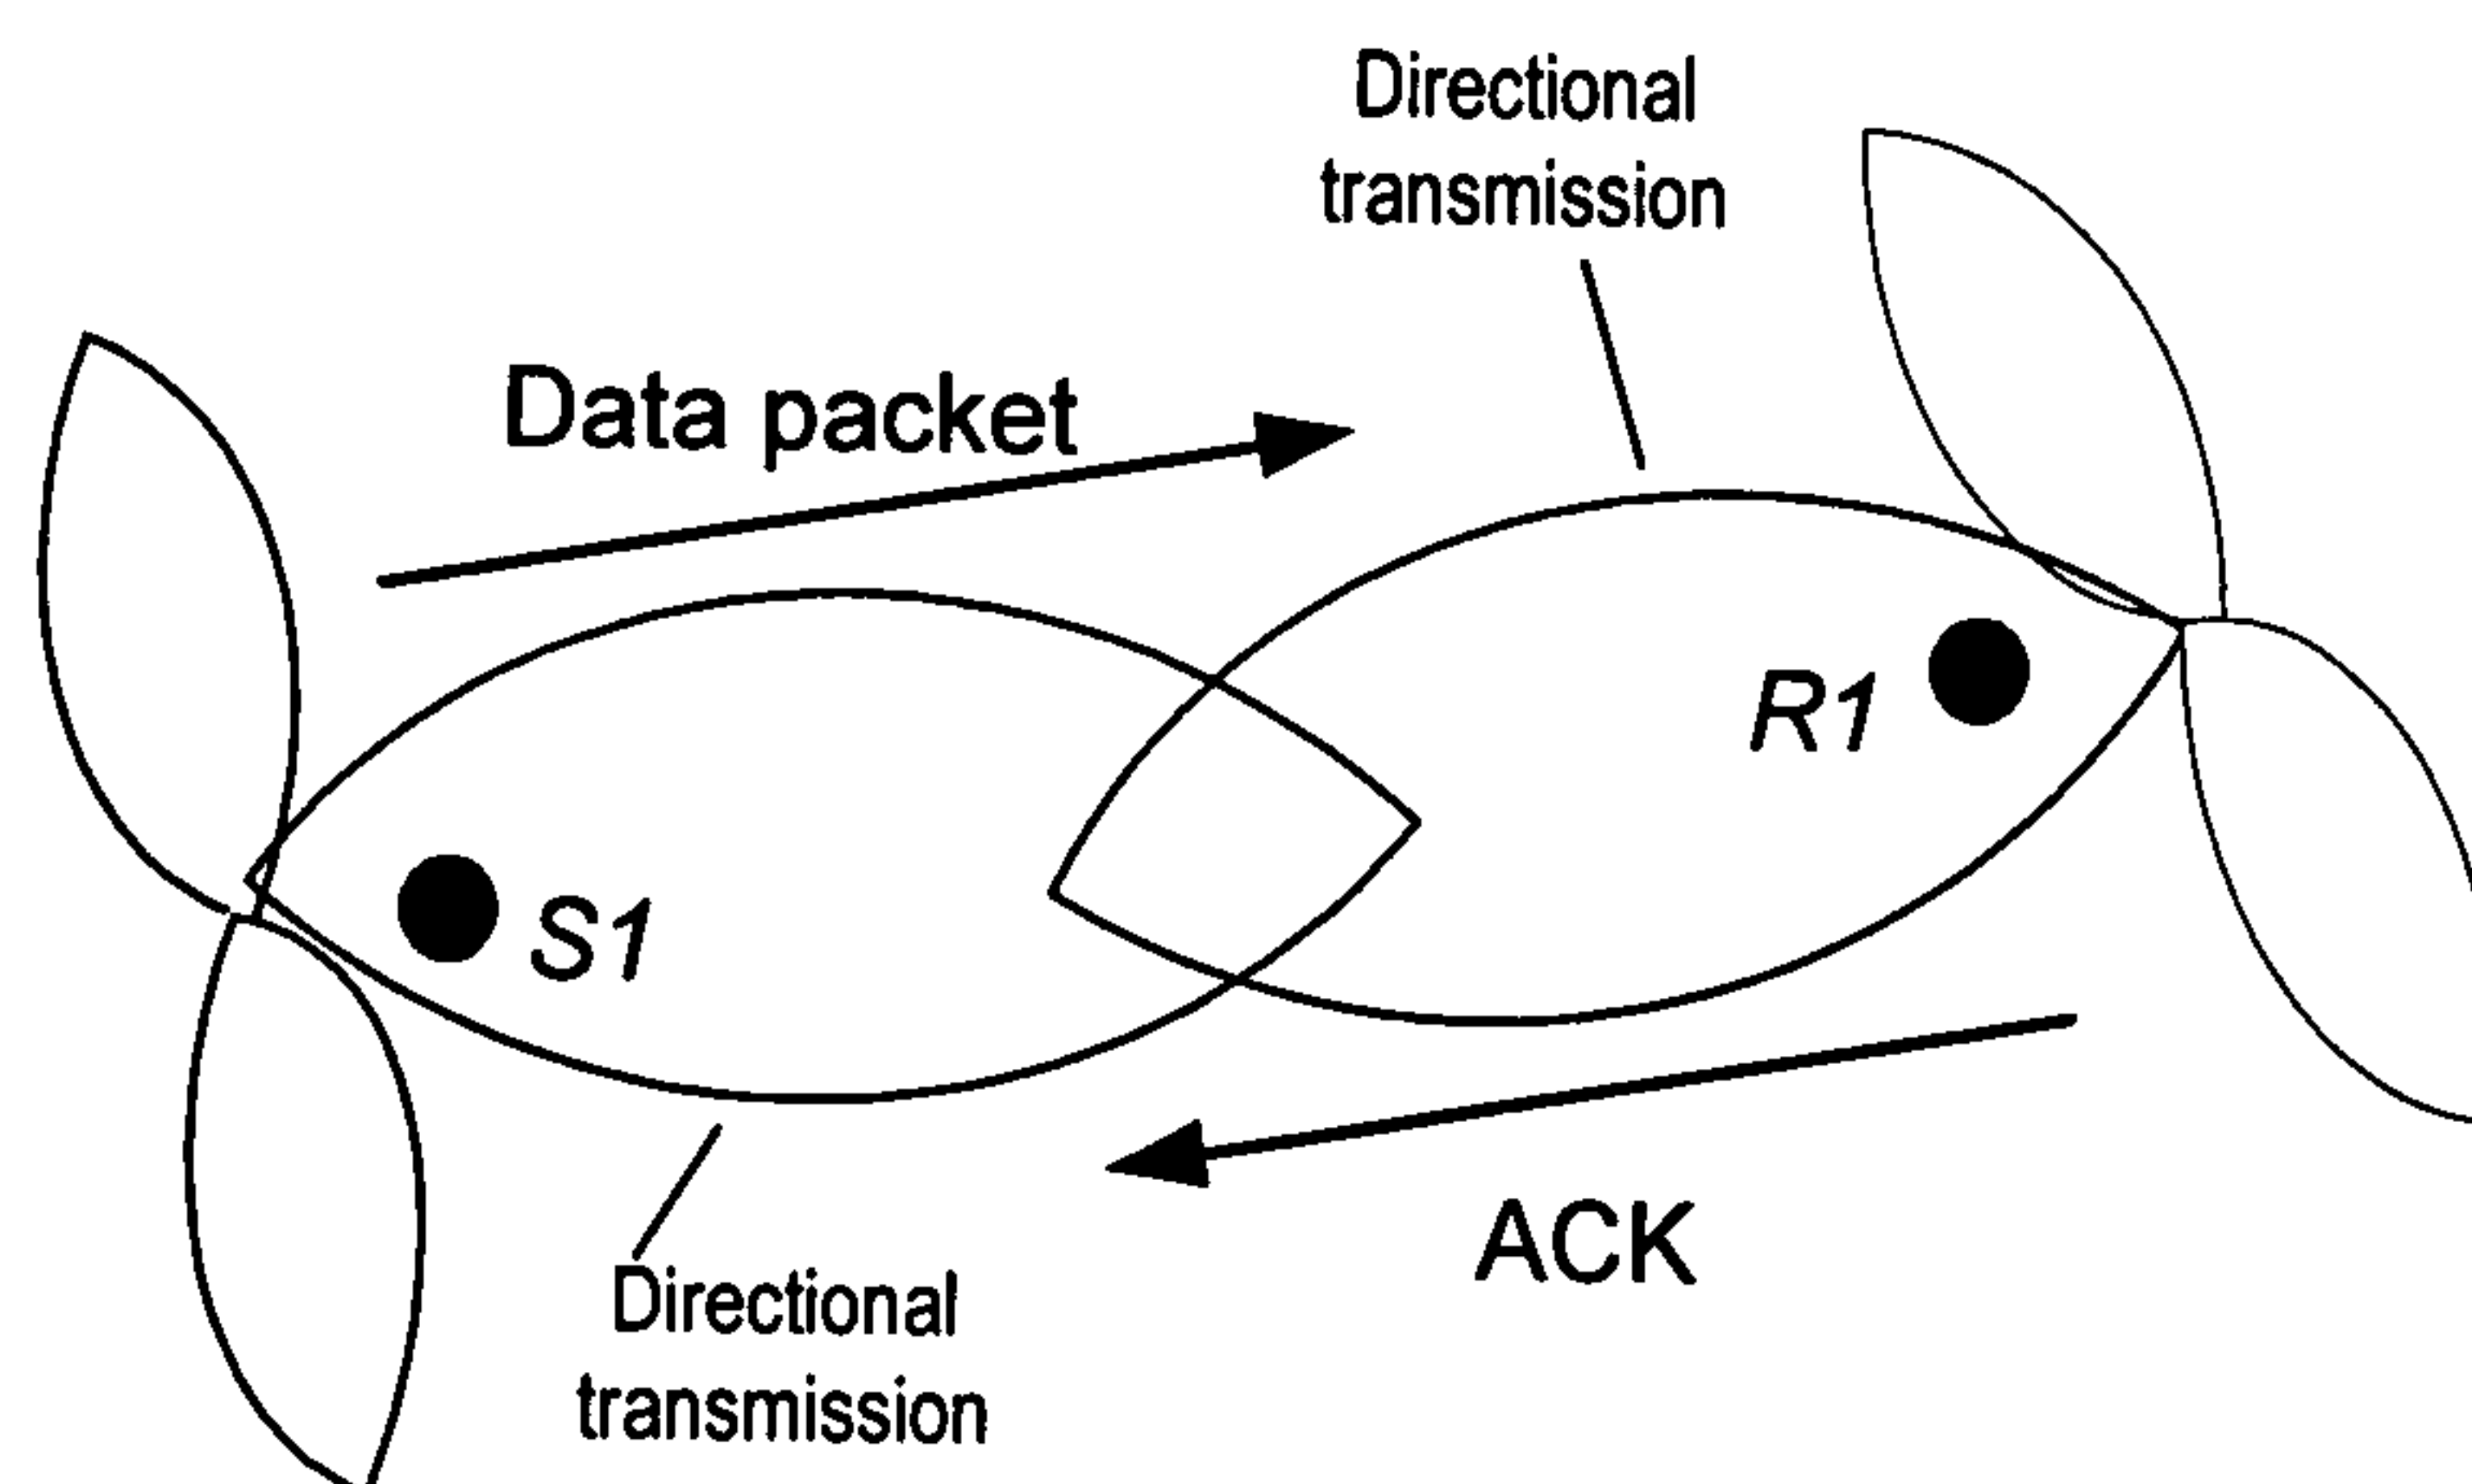 Directional
transmission
Data packet
R1
S1
ACK
Directional
transmission